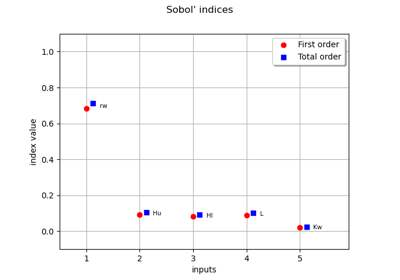 Sobol' indices
First order
Total order
index value
1.0
0.8
0.6
0.4
0.2
0.0
rw
Hu
Hl
L
Kw
1 2 3 4 5
inputs